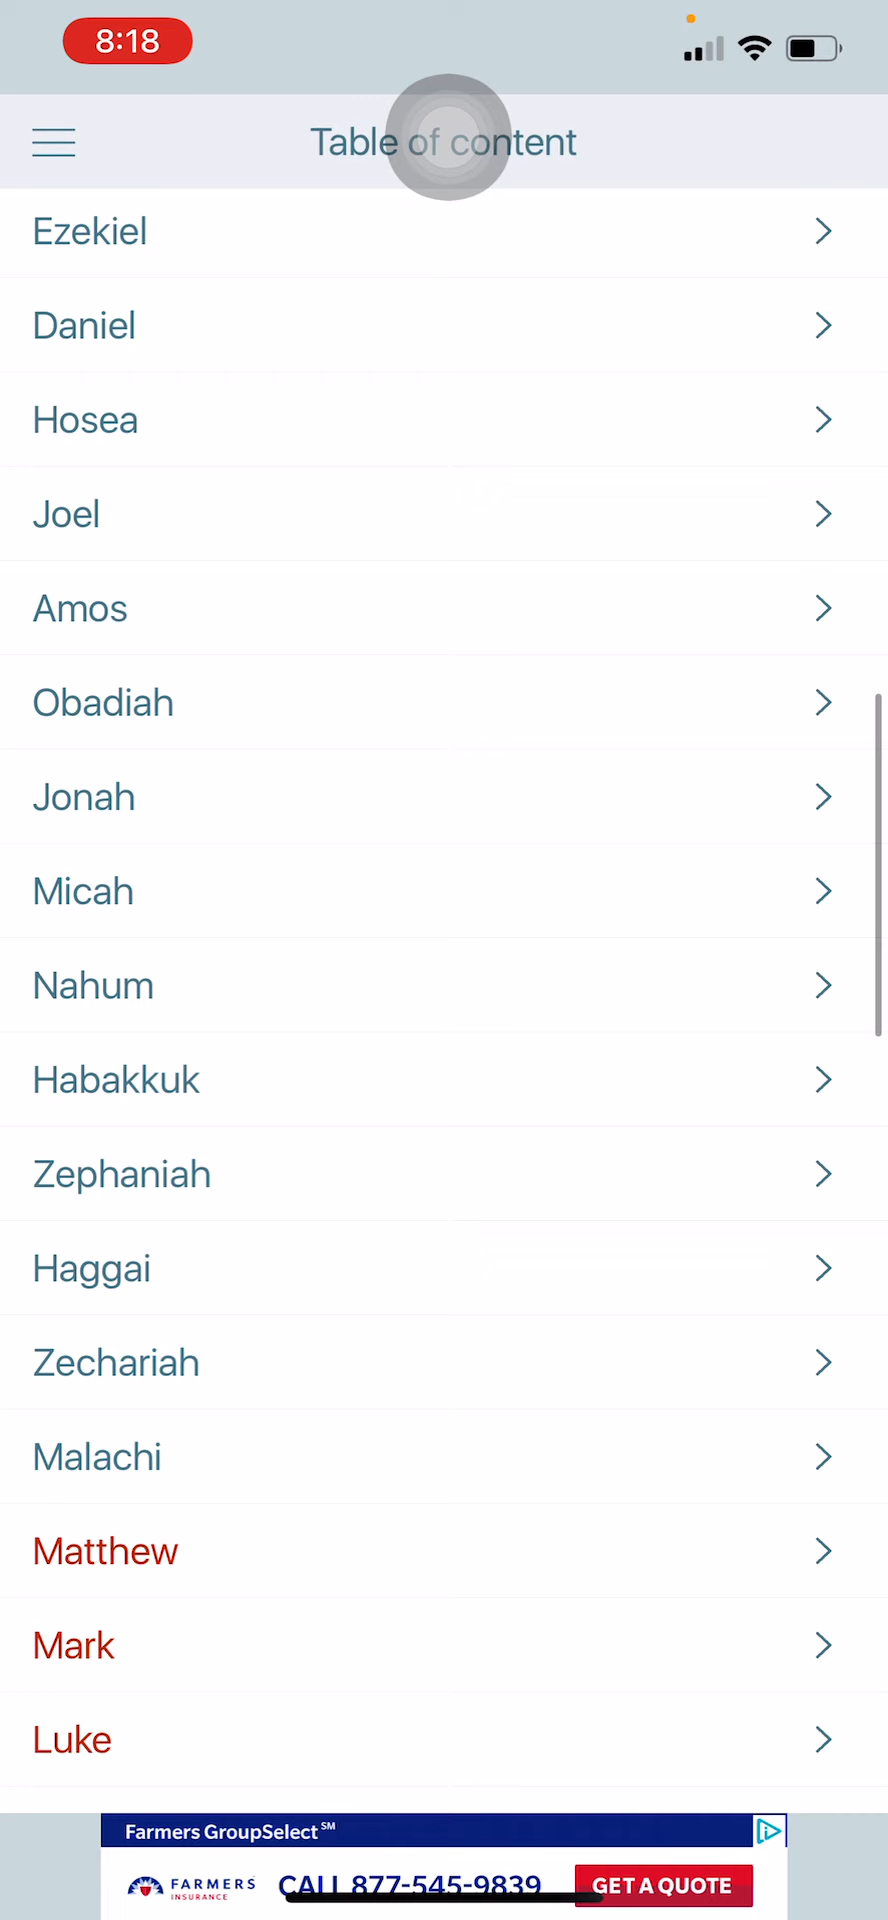 8:18
Table of content
Ezekiel
Daniel
Hosea
Joel
Amos
Obadiah
Jonah
Micah
Nahum
Habakkuk
Zephaniah
Haggai
Zechariah
Malachi
Matthew
Mark
Luke
Farmers GroupSelect℠
FARMERS
INSURANCE
CALL 877-545-9839
GET A QUOTE